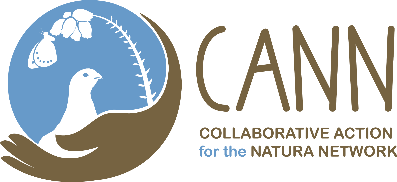 CANN
COLLABORATIVE ACTION
for the NATURA NETWORK